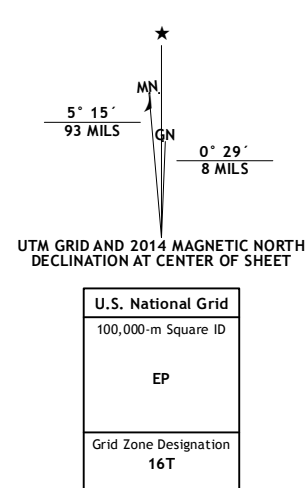 MN.
5° 15´
93 MILS
GN
0° 29´
8 MILS
UTM GRID AND 2014 MAGNETIC NORTH
DECLINATION AT CENTER OF SHEET
U.S. National Grid
100,000-m Square ID
EP
Grid Zone Designation
16T